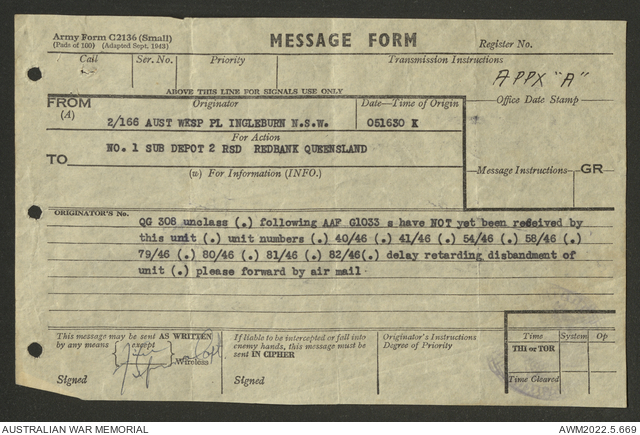 Army Form C2136 (Small)
(Pads of 100) (Adapted Sept. 1943)
MESSAGE FORM
Register No.
Call
Ser. No.
Priority
Transmission Instructions
APPX "A"
ABOVE THIS LINE FOR SIGNALS USE ONLY
FROM
(A)
Originator
Date—Time of Origin
Office Date Stamp
2/166 AUST WESP PL INGLEBURN N.S.W.
051630 K
For Action
TO
NO. 1 SUB DEPOT 2 RSD REDBANK QUEENSLAND
(w) For Information (INFO.)
Message Instructions
GR
ORIGINATOR'S No.
QG 308 unclass (.) following AAF G1033 s have NOT yet been received by
this unit (.) unit numbers (.) 40/46 (.) 41/46 (.) 54/46 (.) 58/46 (.)
79/46 (.) 80/46 (.) 81/46 (.) 82/46(.) delay retarding disbandment of
unit (.) please forward by air mail
This message may be sent AS WRITTEN
by any means
except
Wireless
Signed
If liable to be intercepted or fall into
enemy hands, this message must be
sent IN CIPHER
Signed
Originator's Instructions
Degree of Priority
Time
System
Op
THI or TOR
Time Cleared
AUSTRALIAN WAR MEMORIAL
AWM2022.5.669